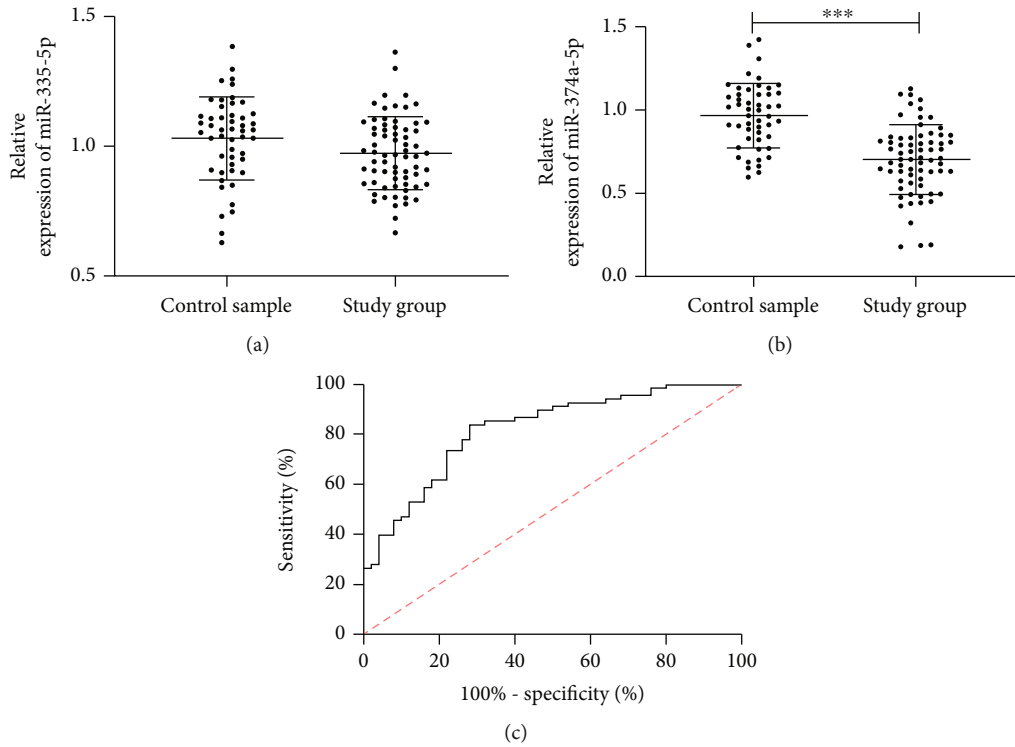 Relative
expression of miR-335-5p
1.5
1.0
0.5
Control sample
Study group
(a)
Relative
expression of miR-374a-5p
1.5
1.0
0.5
0.0
***
Control sample
Study group
(b)
Sensitivity (%)
100
80
60
40
20
0
0
20
40
60
80
100
100% - specificity (%)
(c)